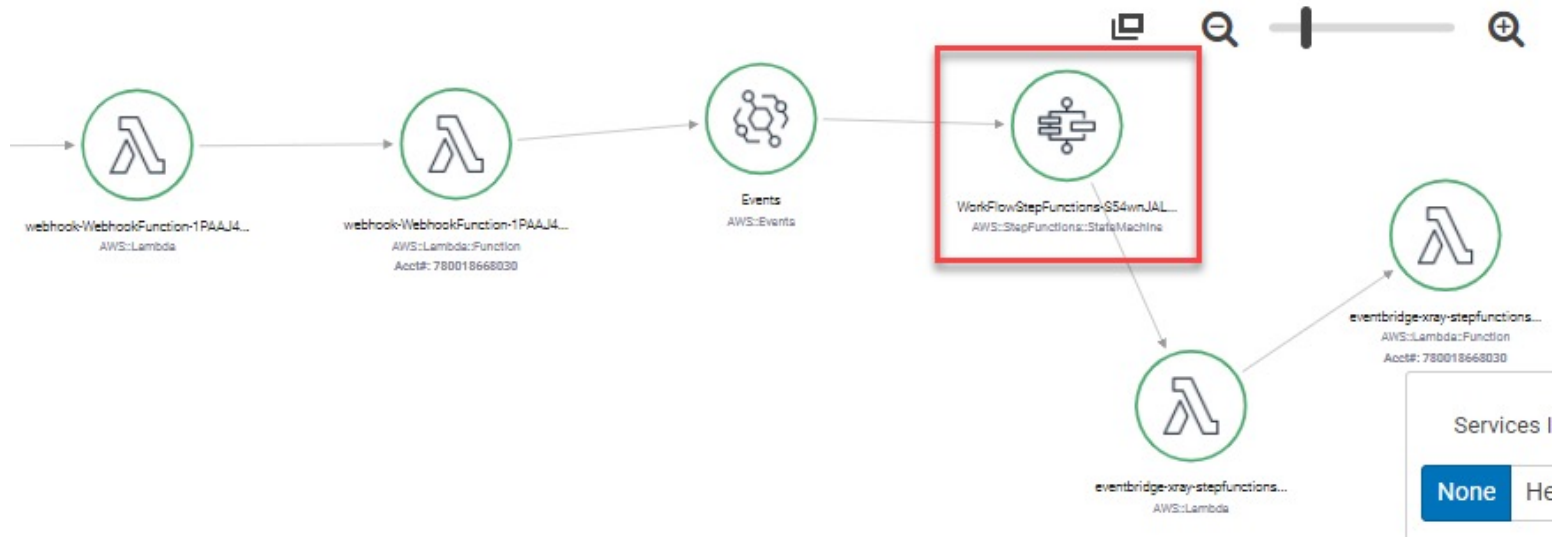 webhook-WebhookFunction-1PAAJ4...
AWS::Lambda
webhook-WebhookFunction-1PAAJ4...
AWS::Lambda::Function
Acct#: 780018668030
Events
AWS::Events
WorkFlowStepFunctions-S54wnJAL...
AWS::StepFunctions::StateMachine
eventbridge-xray-stepfunctions...
AWS::Lambda::Function
Acct#: 780018668030
eventbridge-xray-stepfunctions...
AWS::Lambda
Services I
None He